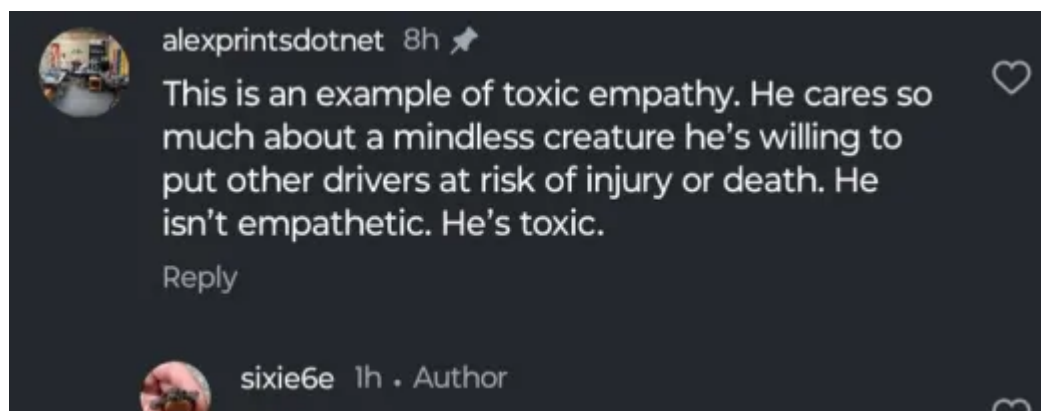 alexprintsdotnet 8h
This is an example of toxic empathy. He cares so
much about a mindless creature he's willing to
put other drivers at risk of injury or death. He
isn't empathetic. He's toxic.
Reply
sixie6e 1h . Author